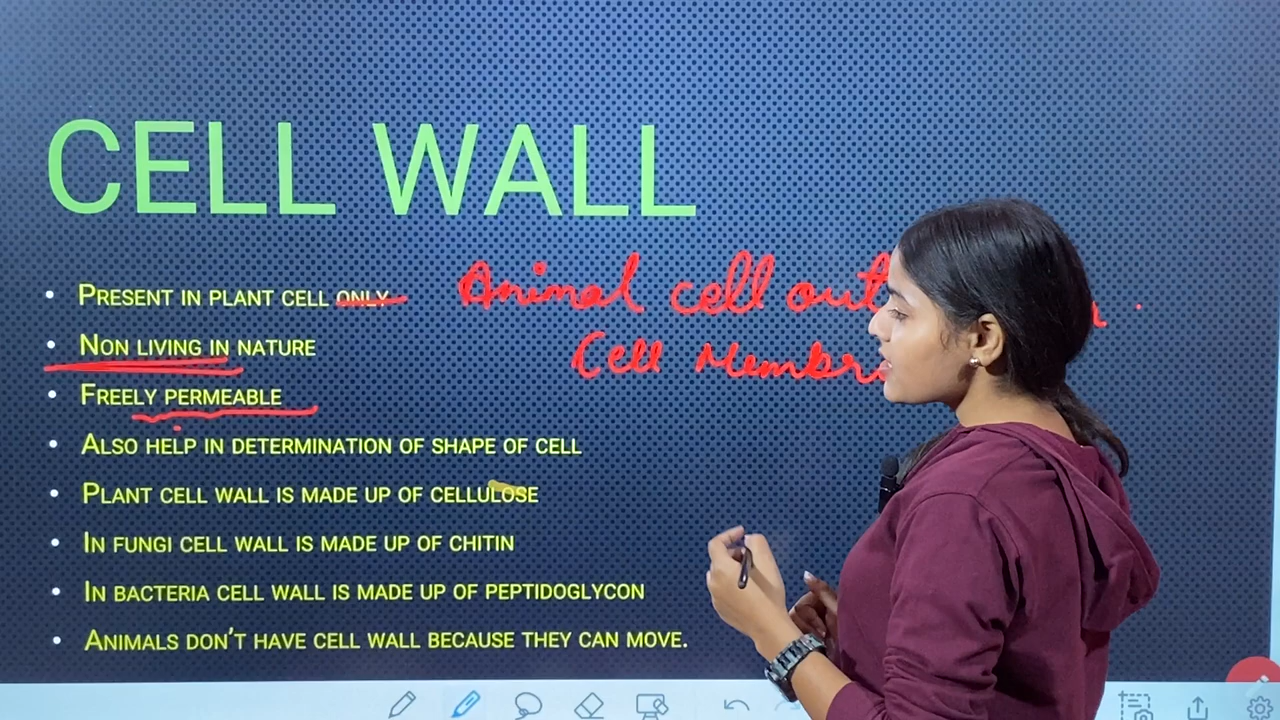 CELL WALL
• PRESENT IN PLANT CELL ONLY
Animal cell
• NON LIVING IN NATURE
Cell
• FREELY PERMEABLE
• ALSO HELP IN DETERMINATION OF SHAPE OF CELL
• PLANT CELL WALL IS MADE UP OF CELLULOSE
• IN FUNGI CELL WALL IS MADE UP OF CHITIN
• IN BACTERIA CELL WALL IS MADE UP OF PEPTIDOGLYCON
• ANIMALS DON'T HAVE CELL WALL BECAUSE THEY CAN MOVE.